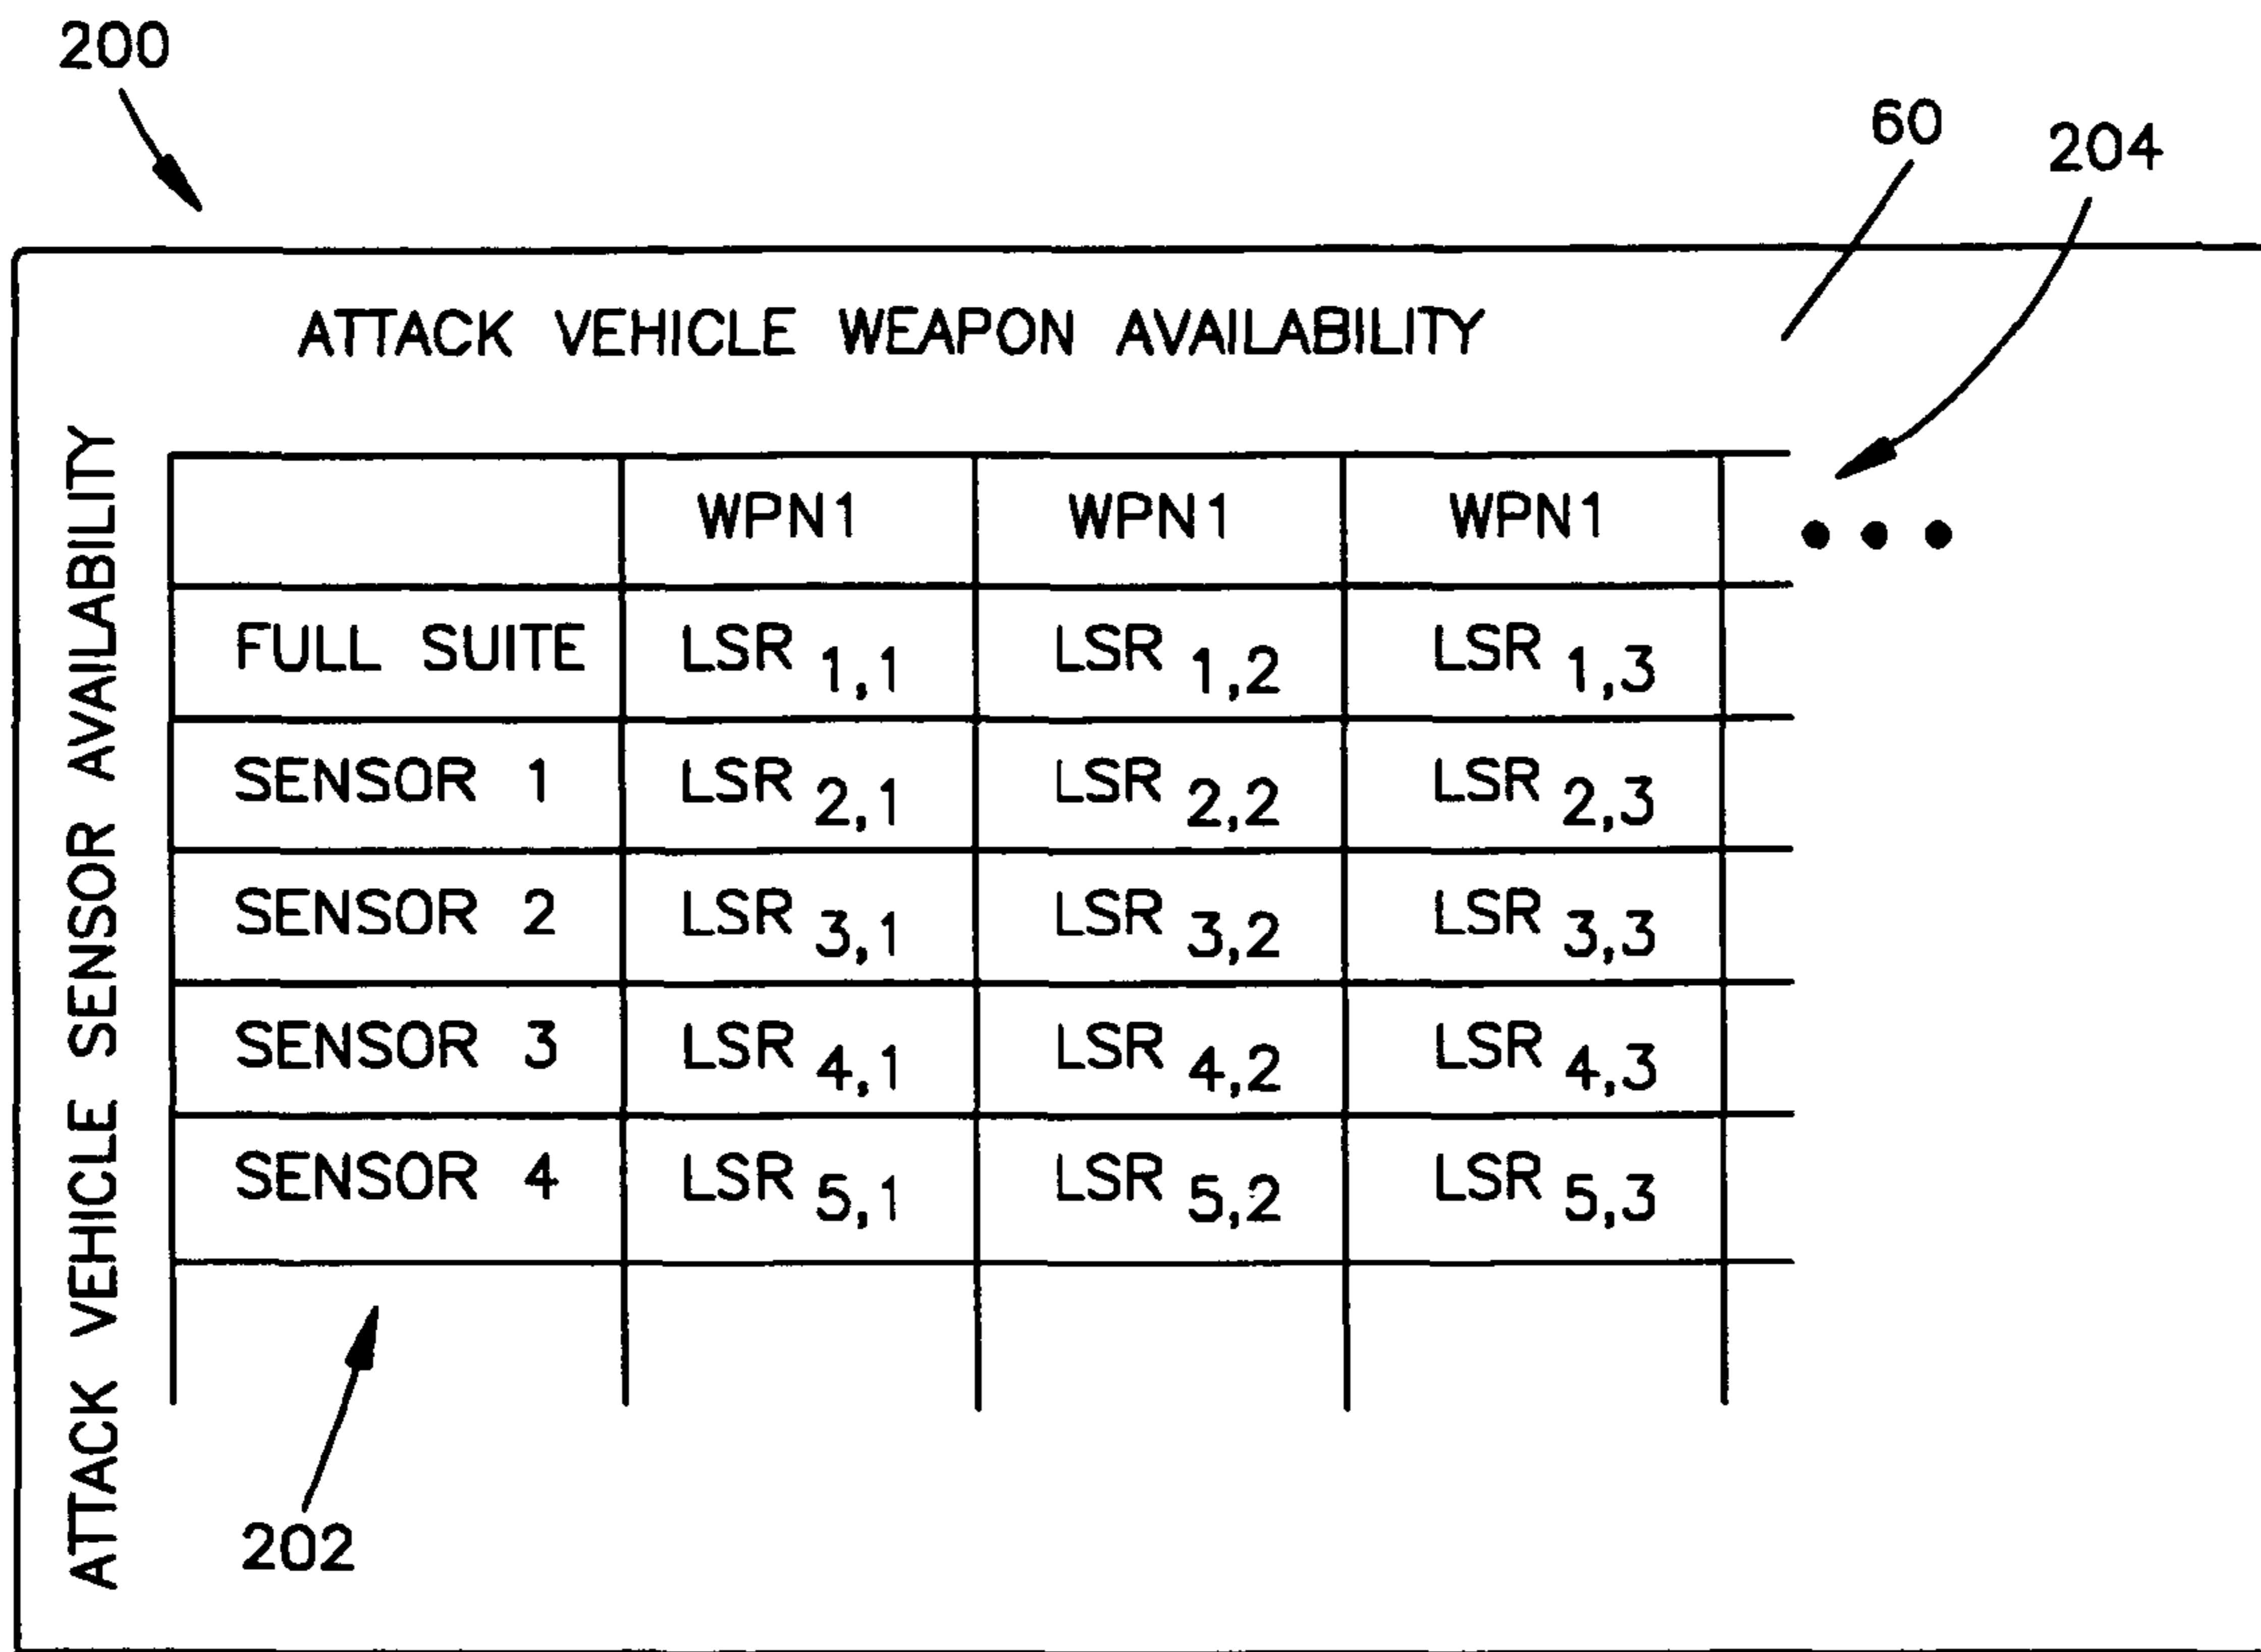 200
60
204
ATTACK VEHICLE WEAPON AVAILABILITY
ATTACK VEHICLE SENSOR AVAILABILITY
WPN1 WPN1 WPN1 •••
FULL SUITE LSR 1,1 LSR 1,2 LSR 1,3
SENSOR 1 LSR 2,1 LSR 2,2 LSR 2,3
SENSOR 2 LSR 3,1 LSR 3,2 LSR 3,3
SENSOR 3 LSR 4,1 LSR 4,2 LSR 4,3
SENSOR 4 LSR 5,1 LSR 5,2 LSR 5,3
202